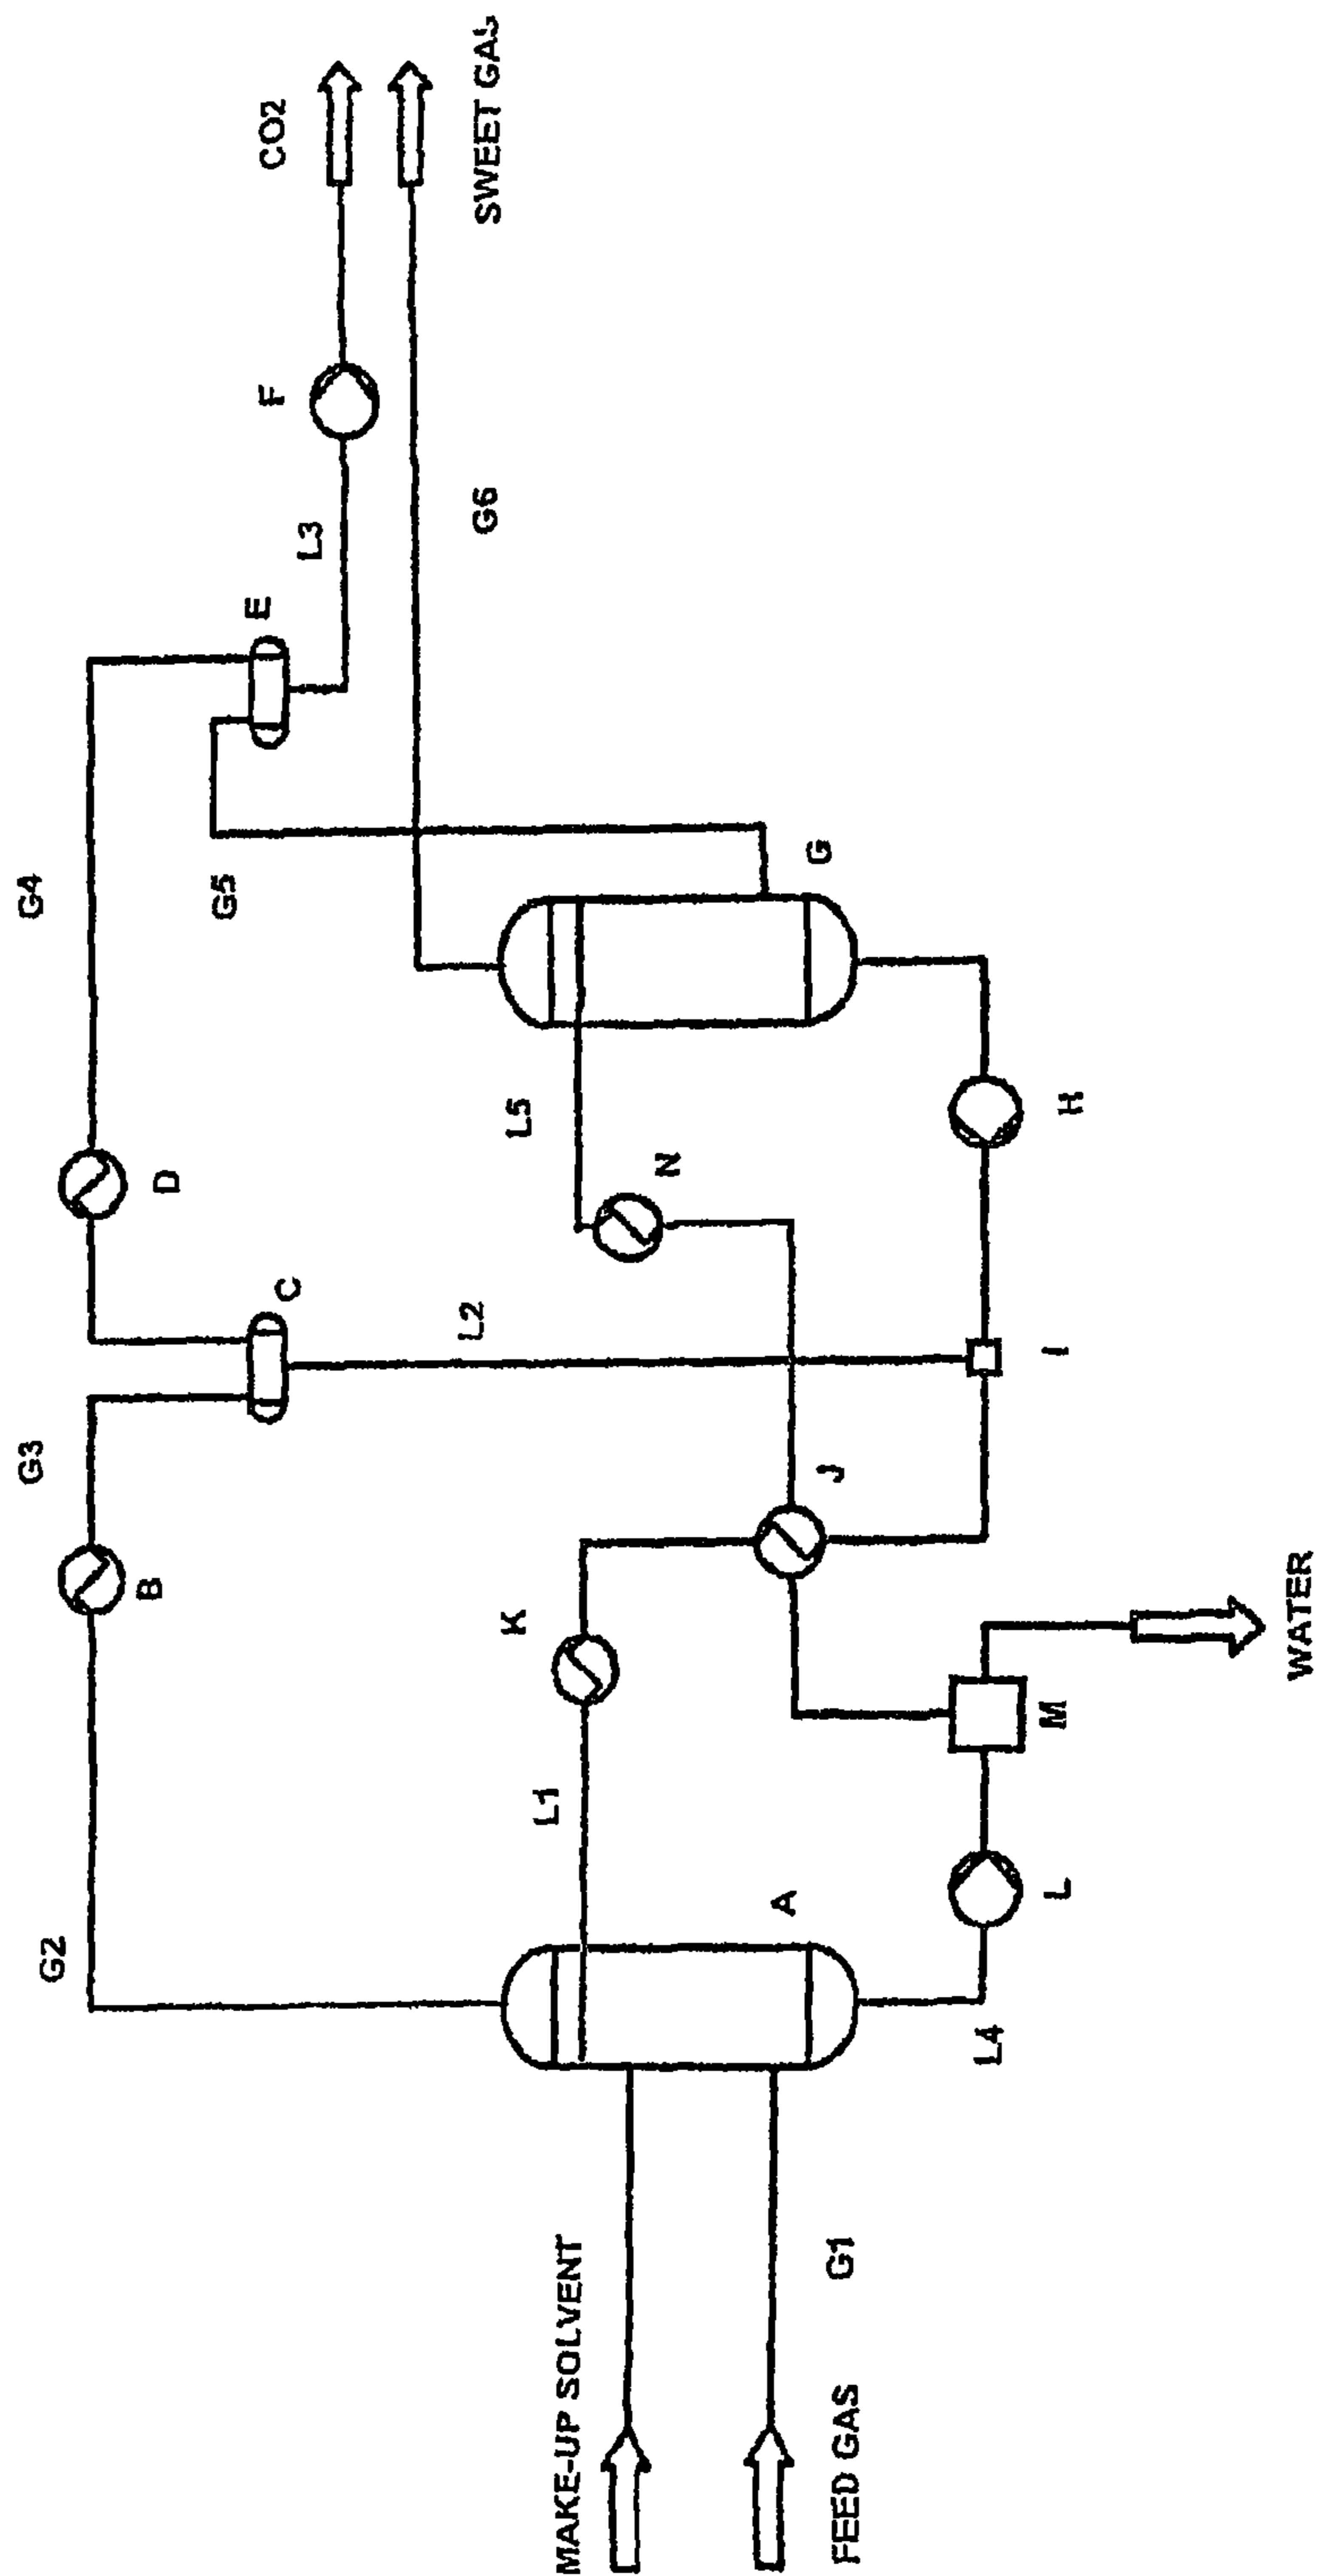 CO2
SWEET GAS
F
L3
G6
E
G4
G5
G
D
L5
N
H
C
L2
I
G3
B
J
K
M
WATER
L1
G2
A
L
L4
MAKE-UP SOLVENT
G1
FEED GAS